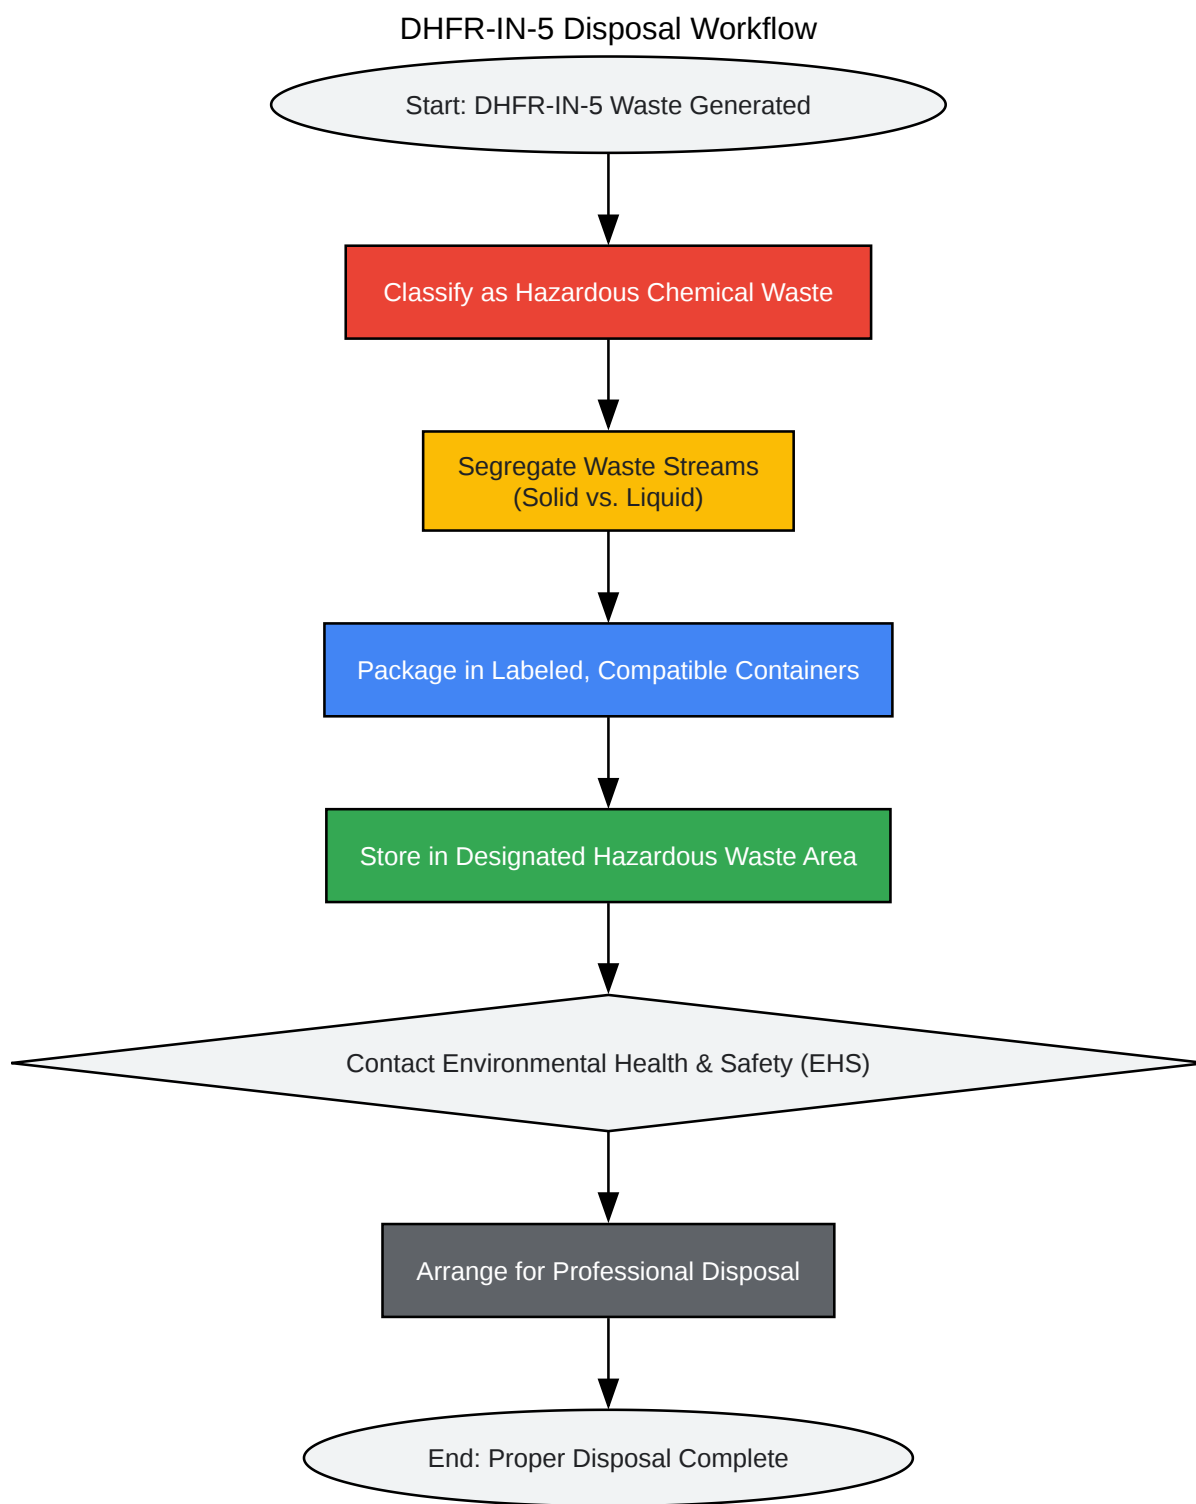 DHFR-IN-5 Disposal Workflow
Start: DHFR-IN-5 Waste Generated
Classify as Hazardous Chemical Waste
Segregate Waste Streams
(Solid vs. Liquid)
Package in Labeled, Compatible Containers
Store in Designated Hazardous Waste Area
Contact Environmental Health & Safety (EHS)
Arrange for Professional Disposal
End: Proper Disposal Complete